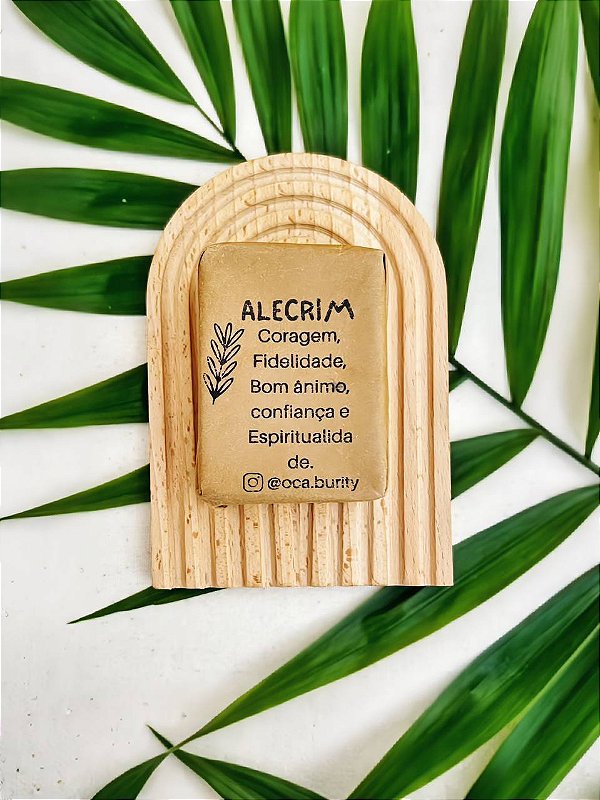 ALECRIM
Coragem,
Fidelidade,
Bom ânimo,
confiança e
Espiritualida
de.
@oca.burity